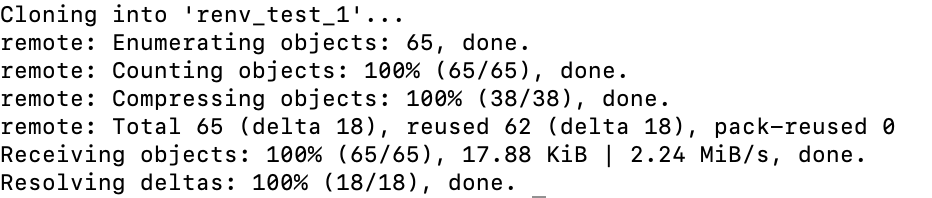 Cloning into 'renv_test_1'...
remote: Enumerating objects: 65, done.
remote: Counting objects: 100% (65/65), done.
remote: Compressing objects: 100% (38/38), done.
remote: Total 65 (delta 18), reused 62 (delta 18), pack-reused 0
Receiving objects: 100% (65/65), 17.88 KiB | 2.24 MiB/s, done.
Resolving deltas: 100% (18/18), done.